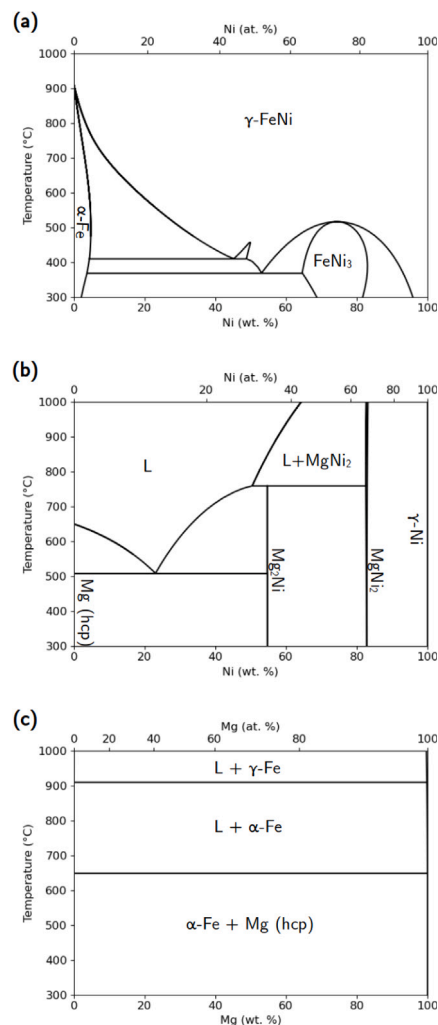 (a)
Ni (at. %)
0 20 40 60 80 100
1000
900
800
700
600
500
400
300
Temperature (°C)
γ-FeNi
α-Fe
FeNi₃
0 20 40 60 80 100
Ni (wt. %)
(b)
Ni (at. %)
0 20 40 60 80 100
1000
900
800
700
600
500
400
300
Temperature (°C)
L
L+MgNi₂
Mg (hcp)
Mg₂Ni
MgNi₂
γ-Ni
0 20 40 60 80 100
Ni (wt. %)
(c)
Mg (at. %)
0 20 40 60 80 100
1000
900
800
700
600
500
400
300
Temperature (°C)
L + γ-Fe
L + α-Fe
α-Fe + Mg (hcp)
0 20 40 60 80 100
Mg (wt. %)